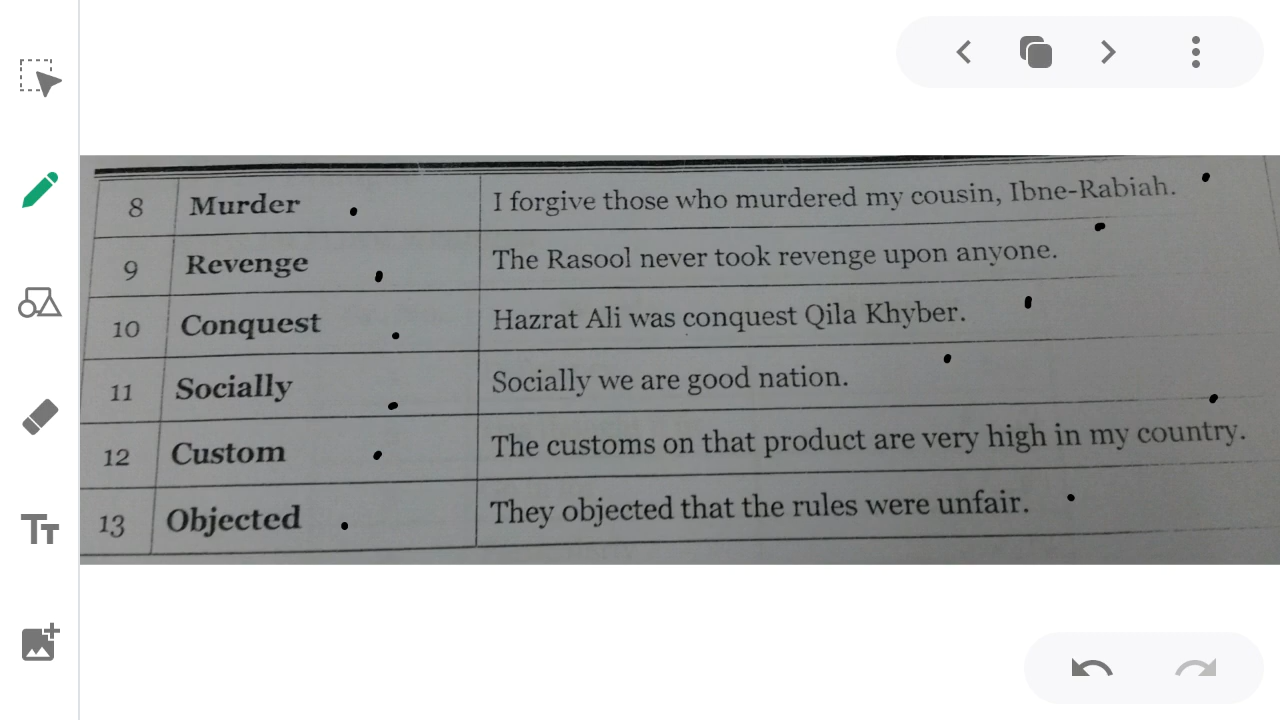 8 Murder I forgive those who murdered my cousin, Ibne-Rabiah.
9 Revenge The Rasool never took revenge upon anyone.
10 Conquest Hazrat Ali was conquest Qila Khyber.
11 Socially Socially we are good nation.
12 Custom The customs on that product are very high in my country.
13 Objected They objected that the rules were unfair.